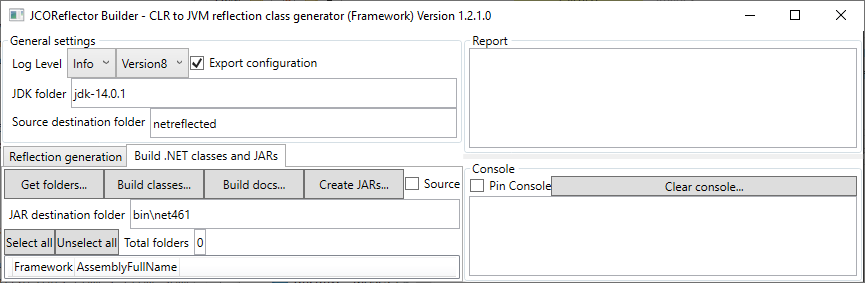 JCOReflector Builder - CLR to JVM reflection class generator (Framework) Version 1.2.1.0
General settings
Log Level Info Version8 Export configuration
JDK folder jdk-14.0.1
Source destination folder netreflected
Reflection generation Build .NET classes and JARs
Get folders... Build classes... Build docs... Create JARs... Source
JAR destination folder bin\net461
Select all Unselect all Total folders 0
Framework AssemblyFullName
Report
Console
Pin Console Clear console...